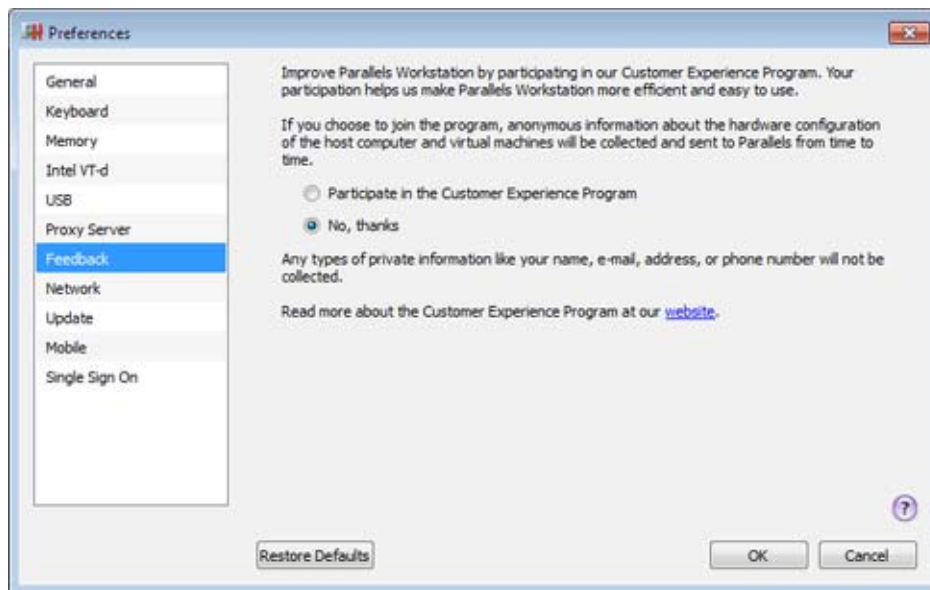 Preferences
General
Keyboard
Memory
Intel VT-d
USB
Proxy Server
Feedback
Network
Update
Mobile
Single Sign On
Improve Parallels Workstation by participating in our Customer Experience Program. Your
participation helps us make Parallels Workstation more efficient and easy to use.
If you choose to join the program, anonymous information about the hardware configuration
of the host computer and virtual machines will be collected and sent to Parallels from time to
time.
Participate in the Customer Experience Program
No, thanks
Any types of private information like your name, e-mail, address, or phone number will not be
collected.
Read more about the Customer Experience Program at our website.
?
Restore Defaults
OK
Cancel